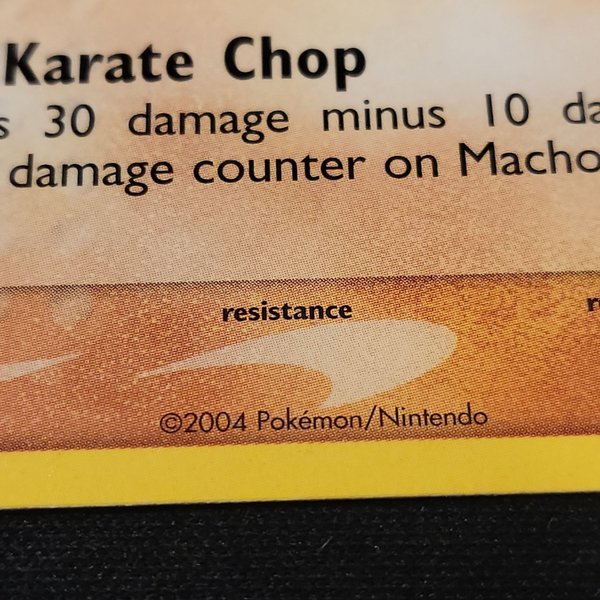 Karate Chop
30 damage minus 10
damage counter on
resistance
©2004 Pokémon/Nintendo